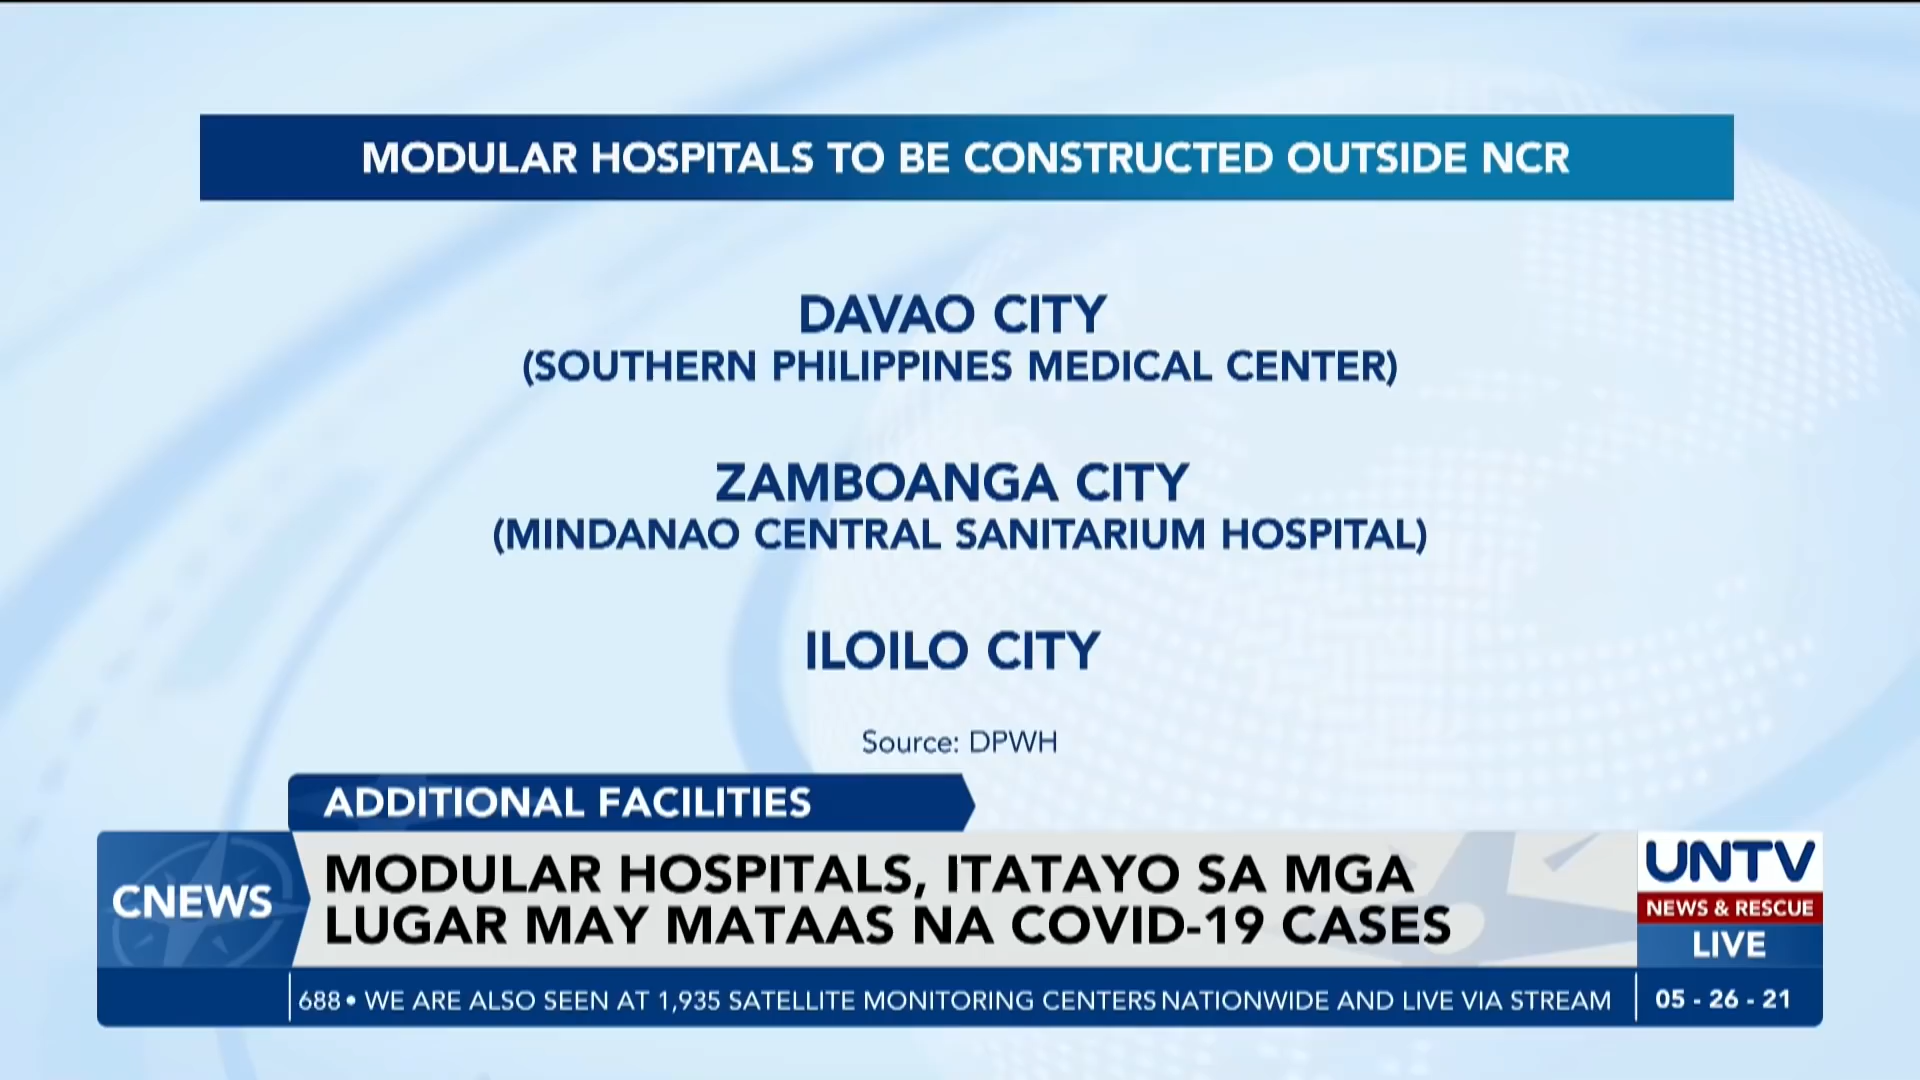 MODULAR HOSPITALS TO BE CONSTRUCTED OUTSIDE NCR
DAVAO CITY
(SOUTHERN PHILIPPINES MEDICAL CENTER)
ZAMBOANGA CITY
(MINDANAO CENTRAL SANITARIUM HOSPITAL)
ILOILO CITY
Source: DPWH
ADDITIONAL FACILITIES
CNEWS
MODULAR HOSPITALS, ITATAYO SA MGA
LUGAR MAY MATAAS NA COVID-19 CASES
UNTV
NEWS & RESCUE
LIVE
688• WE ARE ALSO SEEN AT 1,935 SATELLITE MONITORING CENTERS NATIONWIDE AND LIVE VIA STREAM
05 - 26 - 21